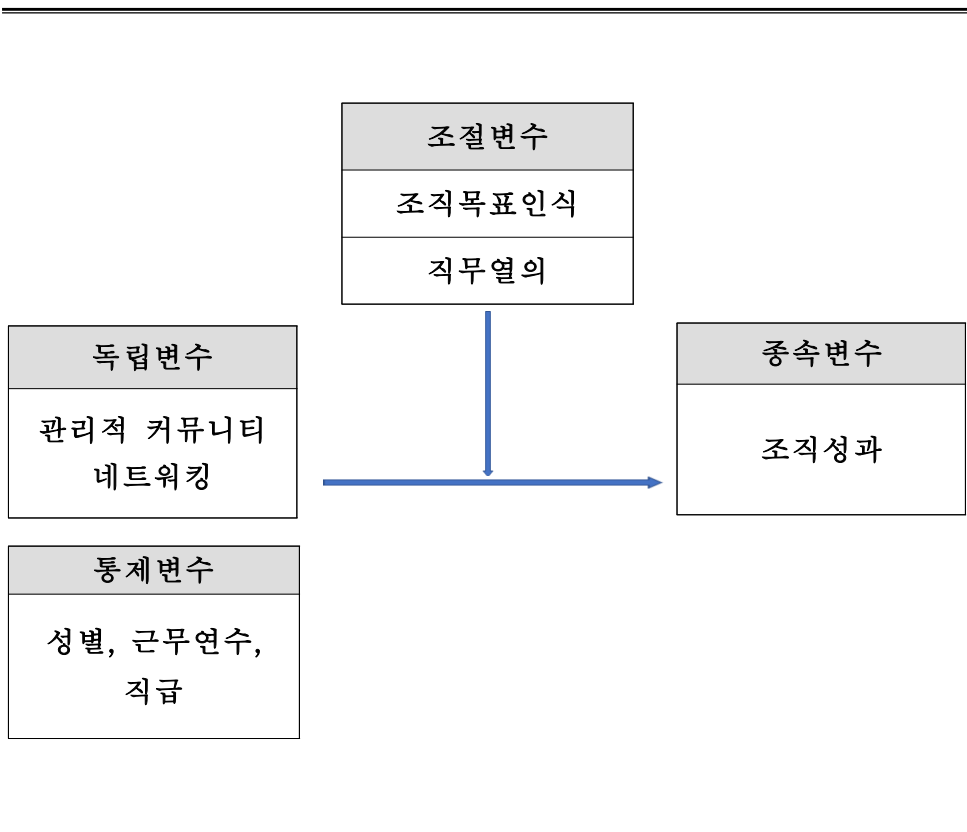 조절변수
조직목표인식
직무열의
독립변수
관리적 커뮤니티
네트워킹
종속변수
조직성과
통제변수
성별, 근무연수,
직급